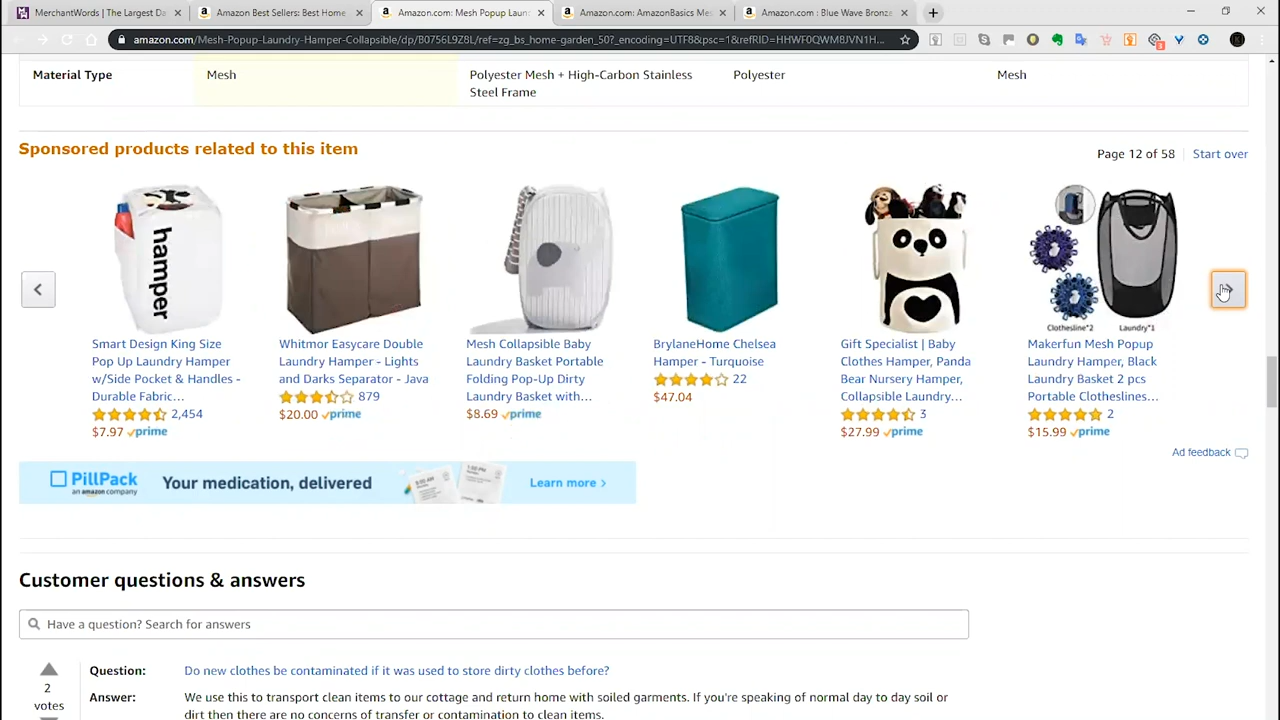 MerchantWords | The Largest Da
Amazon Best Sellers: Best Home
Amazon.com: Mesh Popup Laun
Amazon.com: AmazonBasics Me
Amazon.com : Blue Wave Bronza
amazon.com/Mesh-Popup-Laundry-Hamper-Collapsible/dp/B0756L9Z8L/ref=zg_bs_home-garden_50?_encoding=UTF8&psc=1&refRID=HHWF0QWM8JVN1H...
Material Type
Mesh
Polyester Mesh + High-Carbon Stainless
Steel Frame
Polyester
Mesh
Sponsored products related to this item
Page 12 of 58
Start over
hamper
Clothesline*2
Laundry*1
Smart Design King Size
Pop Up Laundry Hamper
w/Side Pocket & Handles -
Durable Fabric...
2,454
$7.97 prime
Whitmor Easycare Double
Laundry Hamper - Lights
and Darks Separator - Java
879
$20.00 prime
Mesh Collapsible Baby
Laundry Basket Portable
Folding Pop-Up Dirty
Laundry Basket with...
$8.69 prime
BrylaneHome Chelsea
Hamper - Turquoise
22
$47.04
Gift Specialist | Baby
Clothes Hamper, Panda
Bear Nursery Hamper,
Collapsible Laundry...
3
$27.99 prime
Makerfun Mesh Popup
Laundry Hamper, Black
Laundry Basket 2 pcs
Portable Clotheslines...
2
$15.99 prime
Ad feedback
PillPack
an amazon company
Your medication, delivered
Learn more >
Customer questions & answers
Have a question? Search for answers
2
votes
Question:
Do new clothes be contaminated if it was used to store dirty clothes before?
Answer:
We use this to transport clean items to our cottage and return home with soiled garments. If you're speaking of normal day to day soil or
dirt then there are no concerns of transfer or contamination to clean items.